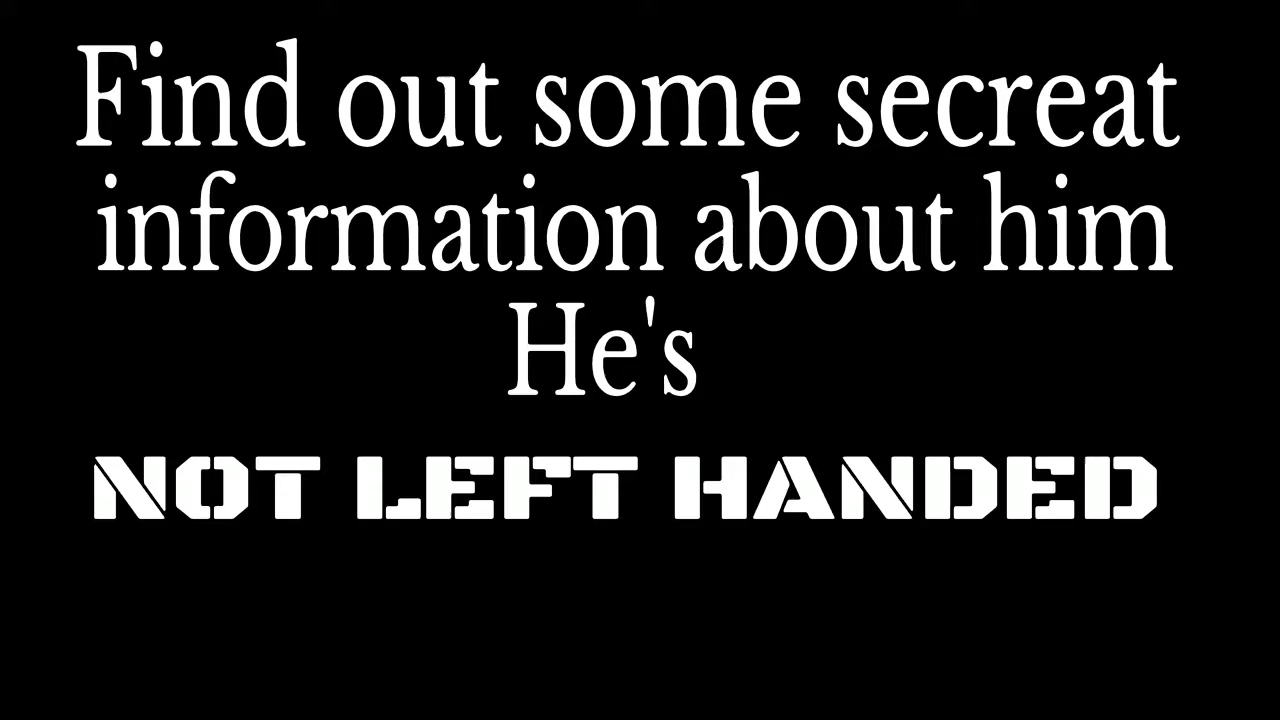 Find out some secreat
information about him
He's
NOT LEFT HANDED